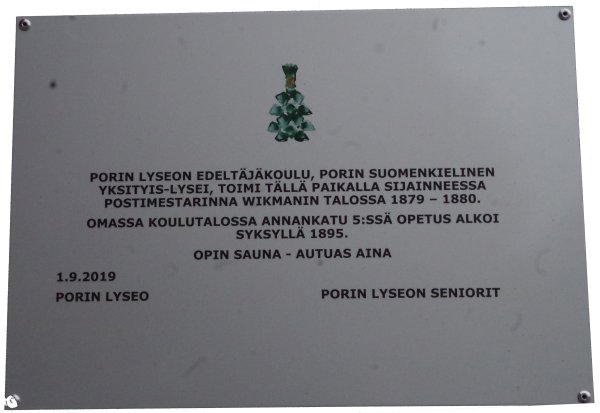 PORIN LYSEON EDELTÄJÄKOULU, PORIN SUOMENKIELINEN
YKSITYIS-LYSEI, TOIMI TÄLLÄ PAIKALLA SIJAINNEESSA
POSTIMESTARINNA WIKMANIN TALOSSA 1879 – 1880.
OMASSA KOULUTALOSSA ANNANKATU 5:SSÄ OPETUS ALKOI
SYKSYLLÄ 1895.
OPIN SAUNA - AUTUAS AINA
1.9.2019
PORIN LYSEO PORIN LYSEON SENIORIT